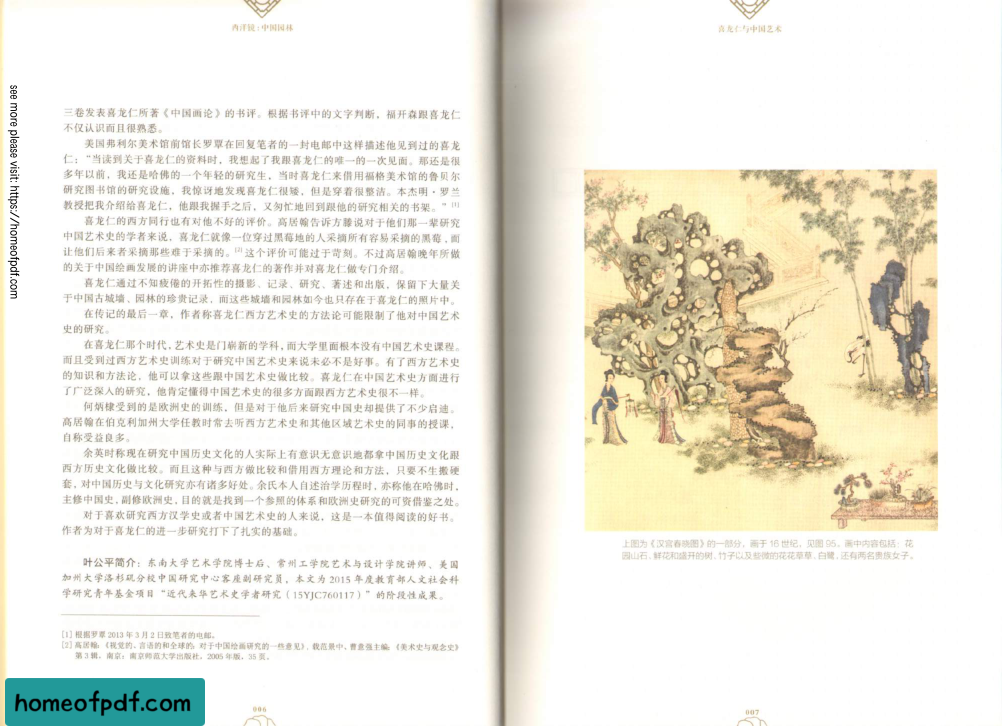 西洋镜：中国园林
三卷发表喜龙仁所著《中国画论》的书评。根据书评中的文字判断，福开森跟喜龙仁
不仅认识而且很熟悉。
美国弗利尔美术馆前馆长罗覃在回复笔者的一封电邮中这样描述他见到过的喜龙
仁：“当读到关于喜龙仁的资料时，我想起了我跟喜龙仁的唯一的一次见面。那还是很
多年以前，我还是哈佛的一个年轻的研究生，当时喜龙仁来借用福格美术馆的鲁贝尔
研究图书馆的研究设施，我惊讶地发现喜龙仁很矮，但是穿着很整洁。本杰明·罗兰
教授把我介绍给喜龙仁，他跟我握手之后，又匆忙地回到跟他的研究相关的书架。” [1]
喜龙仁的西方同行也有对他不好的评价。高居翰告诉方滕说对于他们那一辈研究
中国艺术史的学者来说，喜龙仁就像一位穿过黑莓地的人采摘所有容易采摘的黑莓，而
让他们后来者采摘那些难于采摘的。[2] 这个评价可能过于苛刻。不过高居翰晚年所做
的关于中国绘画发展的讲座中亦推荐喜龙仁的著作并对喜龙仁做专门介绍。
喜龙仁通过不知疲倦的开拓性的摄影、记录、研究、著述和出版，保留下大量关
于中国古城墙、园林的珍贵记录，而这些城墙和园林如今也只存在于喜龙仁的照片中。
在传记的最后一章，作者称喜龙仁西方艺术史的方法论可能限制了他对中国艺术
史的研究。
在喜龙仁那个时代，艺术史是门崭新的学科，而大学里面根本没有中国艺术史课程。
而且受到过西方艺术史训练对于研究中国艺术史来说未必不是好事。有了西方艺术史
的知识和方法论，他可以拿这些跟中国艺术史做比较。喜龙仁在中国艺术史方面进行
了广泛深入的研究，他肯定懂得中国艺术史的很多方面跟西方艺术史很不一样。
何炳棣受到的是欧洲史的训练，但是对于他后来研究中国史却提供了不少启迪。
高居翰在伯克利加州大学任教时常去听西方艺术史和其他区域艺术史的同事的授课，
自称受益良多。
余英时称现在研究中国历史文化的人实际上有意识无意识地都拿中国历史文化跟
西方历史文化做比较。而且这种与西方做比较和借用西方理论和方法，只要不生搬硬
套，对中国历史与文化研究亦有诸多好处。余氏本人自述治学历程时，亦称他在哈佛时，
主修中国史，副修欧洲史，目的就是找到一个参照的体系和欧洲史研究的可资借鉴之处。
对于喜欢研究西方汉学史或者中国艺术史的人来说，这是一本值得阅读的好书。
作者为对于喜龙仁的进一步研究打下了扎实的基础。
叶公平简介：东南大学艺术学院博士后、常州工学院艺术与设计学院讲师、美国
加州大学洛杉矶分校中国研究中心客座副研究员，本文为 2015 年度教育部人文社会科
学研究青年基金项目“近代来华艺术史学者研究（15YJC760117）”的阶段性成果。
[1] 根据罗覃 2013 年 3 月 2 日致笔者的电邮。
[2] 高居翰：《视觉的、言语的和全球的：对于中国绘画研究的一些意见》，载范景中、曹意强主编：《美术史与观念史》
第 3 辑，南京：南京师范大学出版社，2005 年版，35 页。
006
喜龙仁与中国艺术
上图为《汉宫春晓图》的一部分，画于 16 世纪，见图 95。画中内容包括：花
园山石、鲜花和盛开的树、竹子以及些微的花花草草、白鹭，还有两名贵族女子。
007
see more please visit: https://homeofpdf.com
homeofpdf.com